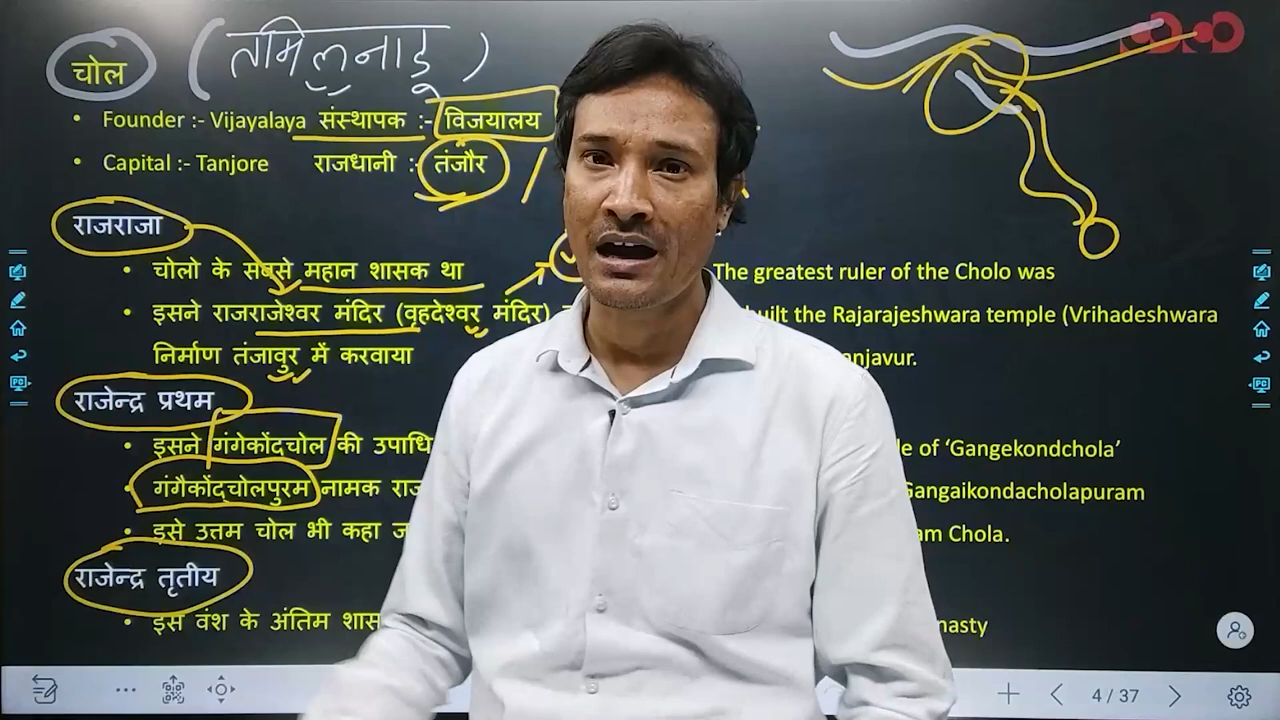 चोल (तमिलनाडू)
• Founder :- Vijayalaya संस्थापक :- विजयालय
• Capital :- Tanjore राजधानी : तंजौर
राजराजा
• चोलो के सबसे महान शासक था The greatest ruler of the Cholo was
• इसने राजराजेश्वर मंदिर (वृहदेश्वर मंदिर) built the Rajarajeshwara temple (Vrihadeshwara
निर्माण तंजावुर में करवाया anjavur.
राजेन्द्र प्रथम
• इसने गंगेकोंदचोल की उपाधि le of ‘Gangekondchola’
• गंगैकोंद्चोलपुरम नामक राज Gangaikondacholapuram
• इसे उत्तम चोल भी कहा ज am Chola.
राजेन्द्र तृतीय
• इस वंश के अंतिम शास nasty
4 / 37